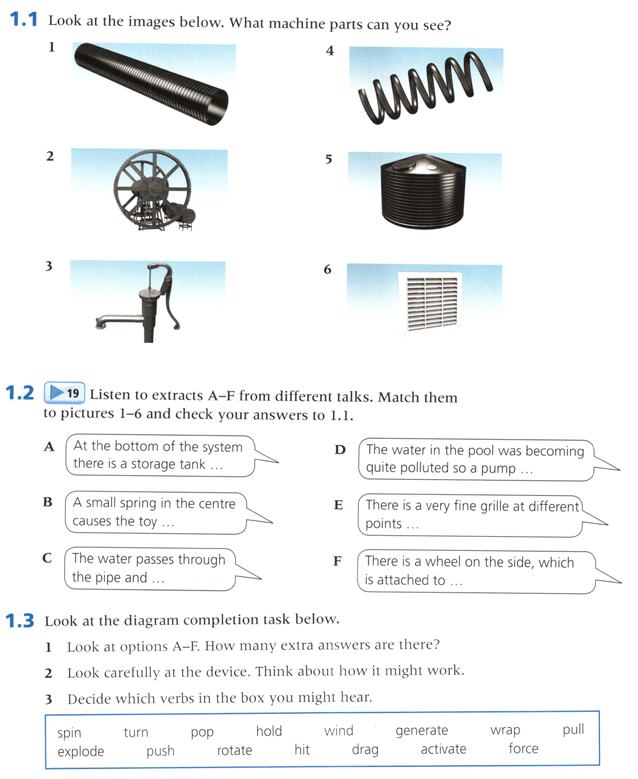 1.1 Look at the images below. What machine parts can you see?
1
4
2
5
3
6
1.2 19 Listen to extracts A–F from different talks. Match them
to pictures 1–6 and check your answers to 1.1.
A At the bottom of the system
there is a storage tank ...
B A small spring in the centre
causes the toy ...
C The water passes through
the pipe and ...
D The water in the pool was becoming
quite polluted so a pump ...
E There is a very fine grille at different
points ...
F There is a wheel on the side, which
is attached to ...
1.3 Look at the diagram completion task below.
1 Look at options A–F. How many extra answers are there?
2 Look carefully at the device. Think about how it might work.
3 Decide which verbs in the box you might hear.
spin turn pop hold wind generate wrap pull
explode push rotate hit drag activate force